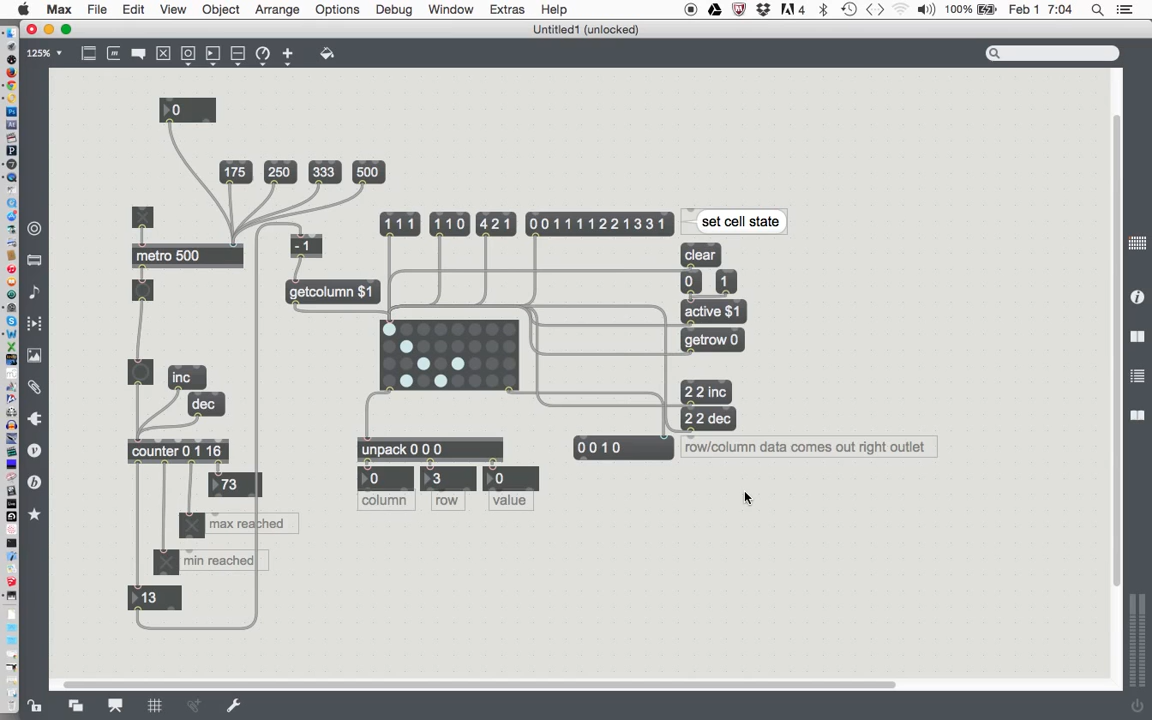 Max File Edit View Object Arrange Options Debug Window Extras Help 4 100% Feb 1 7:04
Untitled1 (unlocked)
125%
0
175 250 333 500
1 1 1 1 1 0 4 2 1 0 0 1 1 1 1 2 2 1 3 3 1 set cell state
metro 500
- 1
clear
0 1
getcolumn $1
active $1
getrow 0
inc
dec
2 2 inc
2 2 dec
counter 0 1 16
unpack 0 0 0
0 0 1 0 row/column data comes out right outlet
73
0 3 0
column row value
max reached
min reached
13